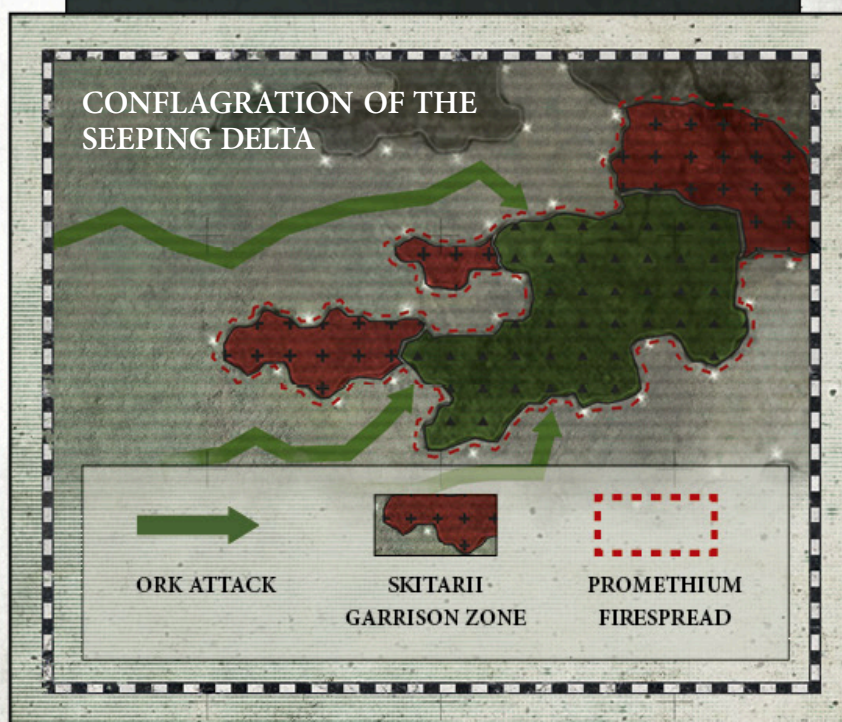 CONFLAGRATION OF THE
SEEPING DELTA
ORK ATTACK
SKITARII
GARRISON ZONE
PROMETHIUM
FIRESPREAD